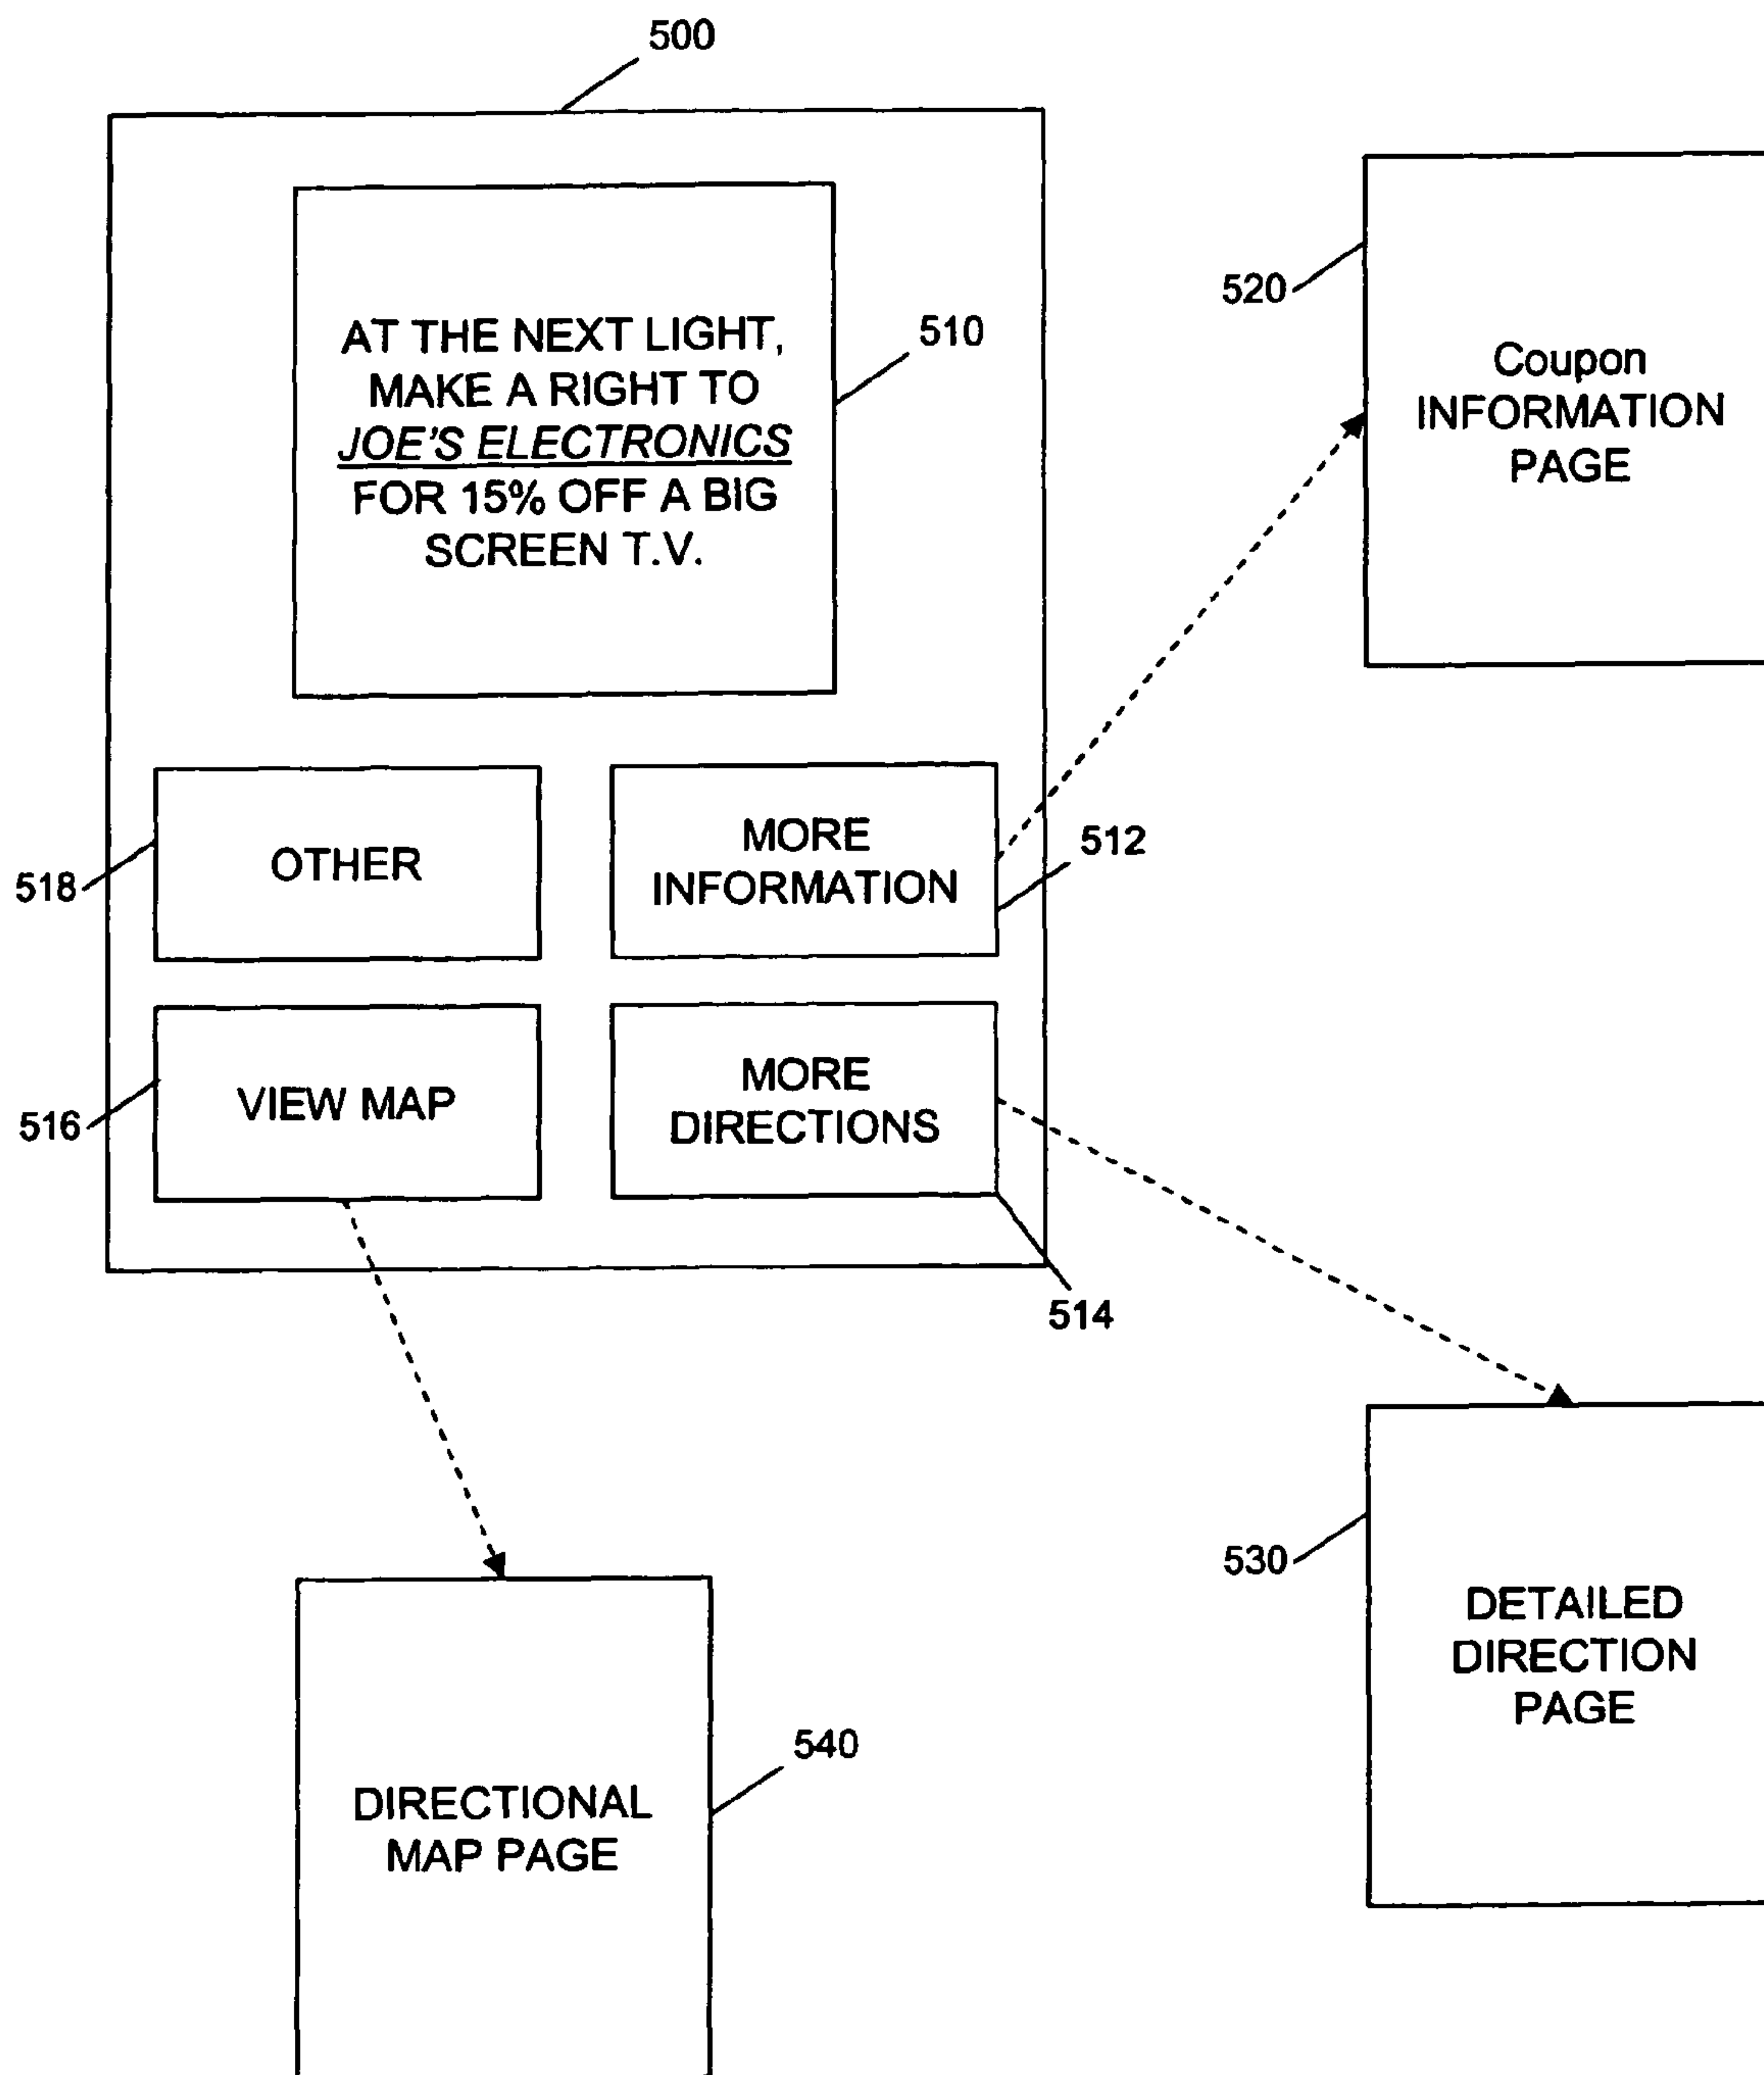 500
AT THE NEXT LIGHT,
MAKE A RIGHT TO
JOE'S ELECTRONICS
FOR 15% OFF A BIG
SCREEN T.V.
510
520
Coupon
INFORMATION
PAGE
518
OTHER
MORE
INFORMATION
512
516
VIEW MAP
MORE
DIRECTIONS
514
530
DETAILED
DIRECTION
PAGE
540
DIRECTIONAL
MAP PAGE